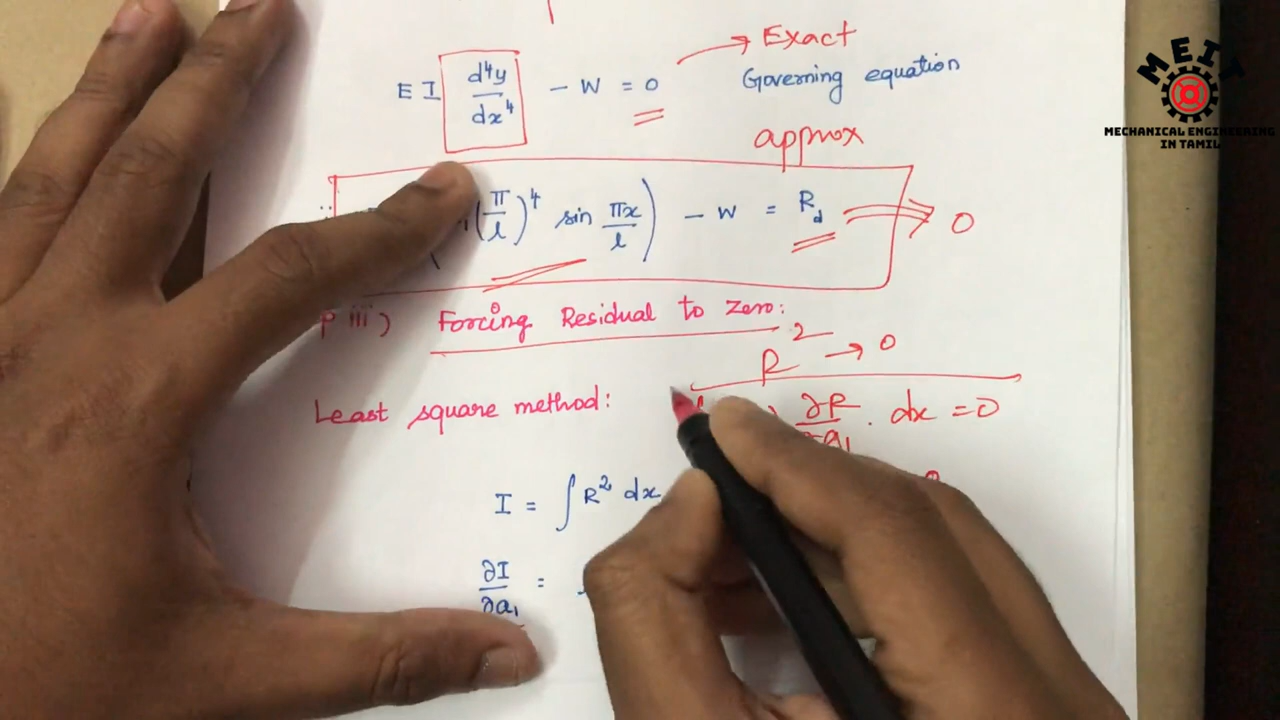 EI d⁴y/dx⁴ - W = 0 → Exact
Governing equation
approx
∴ (π/l)⁴ sin πx/l) - W = R_d ⇒ 0
iii) Forcing Residual to Zero:
R² → 0
Least square method: ∂R/∂a₁ . dx = 0
I = ∫R² dx
∂I/∂a₁ =
MEIT
MECHANICAL ENGINEERING
IN TAMIL